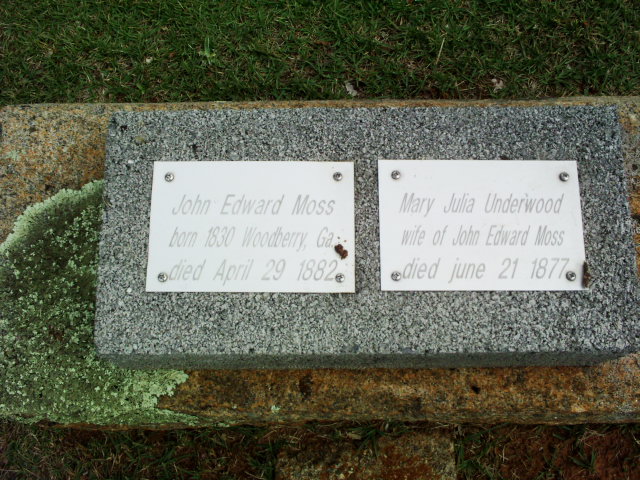 John Edward Moss
born 1830 Woodberry, Ga.
died April 29 1882
Mary Julia Underwood
wife of John Edward Moss
died june 21 1877